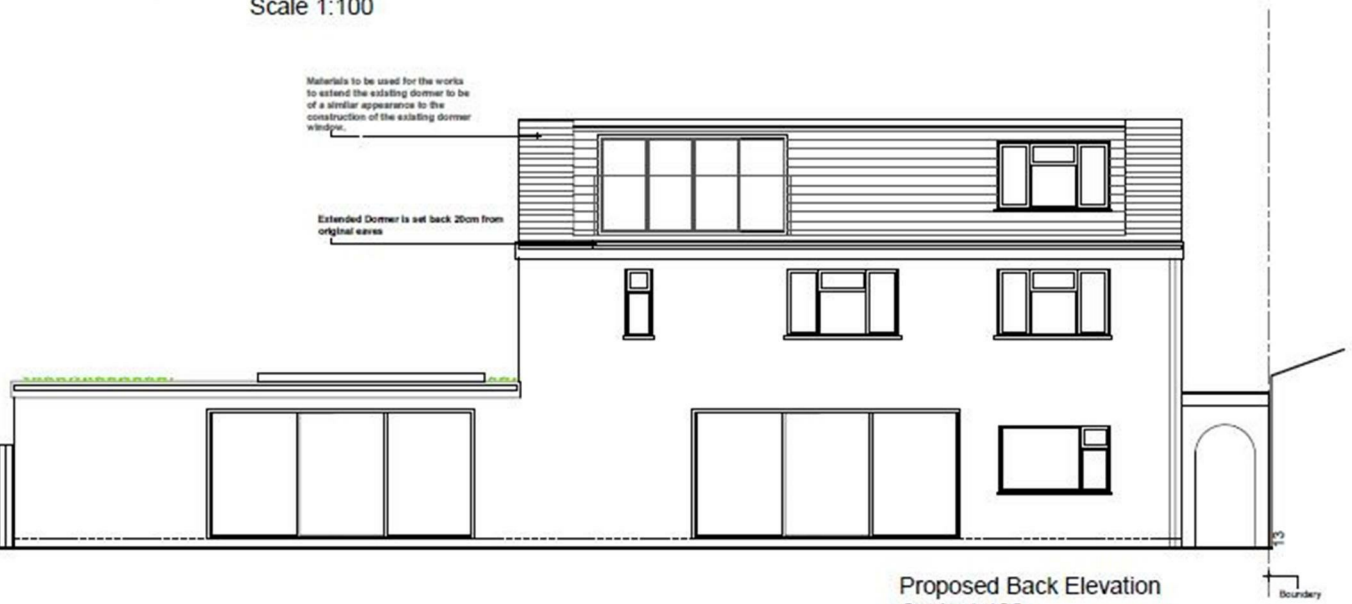 Scale 1:100
Materials to be used for the works
to extend the existing dormer to be
of a similar appearance to the
construction of the existing dormer
window.
Extended Dormer is set back 20cm from
original eaves
13
Proposed Back Elevation
Boundary